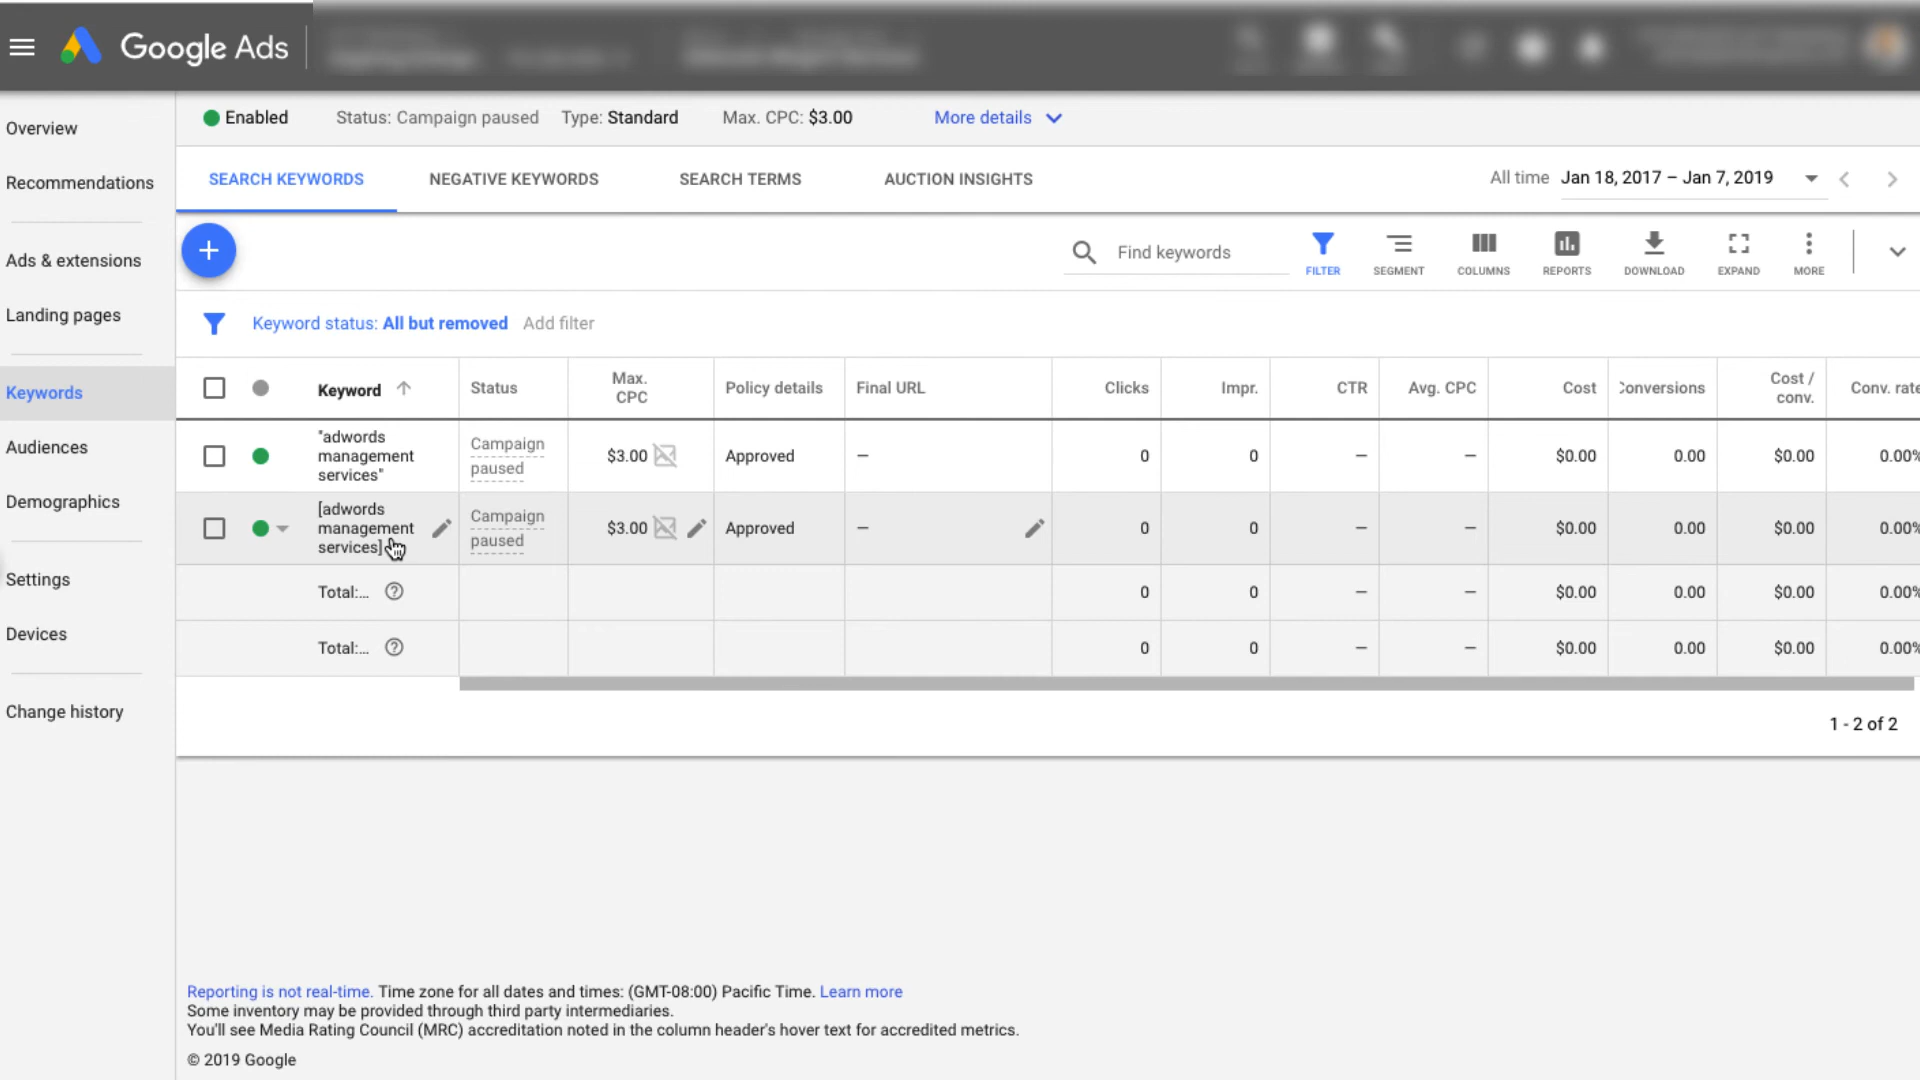 Google Ads
Enabled Status: Campaign paused Type: Standard Max. CPC: $3.00 More details
Overview
Recommendations
Ads & extensions
Landing pages
Keywords
Audiences
Demographics
Settings
Devices
Change history
SEARCH KEYWORDS NEGATIVE KEYWORDS SEARCH TERMS AUCTION INSIGHTS All time Jan 18, 2017 – Jan 7, 2019
Find keywords FILTER SEGMENT COLUMNS REPORTS DOWNLOAD EXPAND MORE
Keyword status: All but removed Add filter
Keyword Status Max. CPC Policy details Final URL Clicks Impr. CTR Avg. CPC Cost Conversions Cost / conv. Conv. rate
"adwords management services" Campaign paused $3.00 Approved – 0 0 – – $0.00 0.00 $0.00 0.00%
[adwords management services] Campaign paused $3.00 Approved – 0 0 – – $0.00 0.00 $0.00 0.00%
Total:... 0 0 – – $0.00 0.00 $0.00 0.00%
Total:... 0 0 – – $0.00 0.00 $0.00 0.00%
1 - 2 of 2
Reporting is not real-time. Time zone for all dates and times: (GMT-08:00) Pacific Time. Learn more
Some inventory may be provided through third party intermediaries.
You'll see Media Rating Council (MRC) accreditation noted in the column header's hover text for accredited metrics.
© 2019 Google